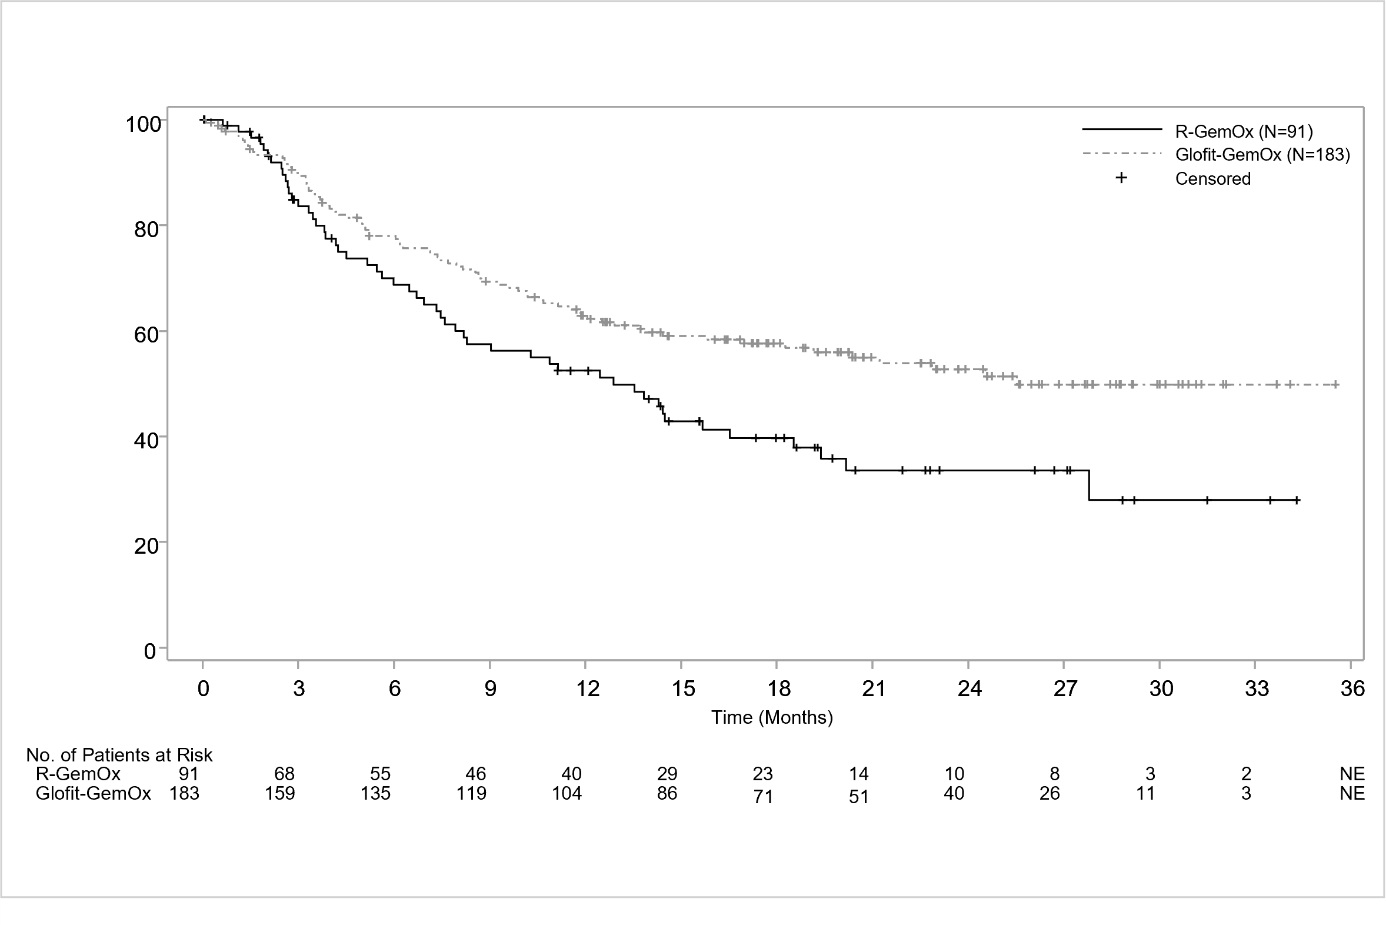 100
80
60
40
20
0
R-GemOx (N=91)
Glofit-GemOx (N=183)
Censored
0 3 6 9 12 15 18 21 24 27 30 33 36
Time (Months)
No. of Patients at Risk
R-GemOx 91 68 55 46 40 29 23 14 10 8 3 2 NE
Glofit-GemOx 183 159 135 119 104 86 71 51 40 26 11 3 NE